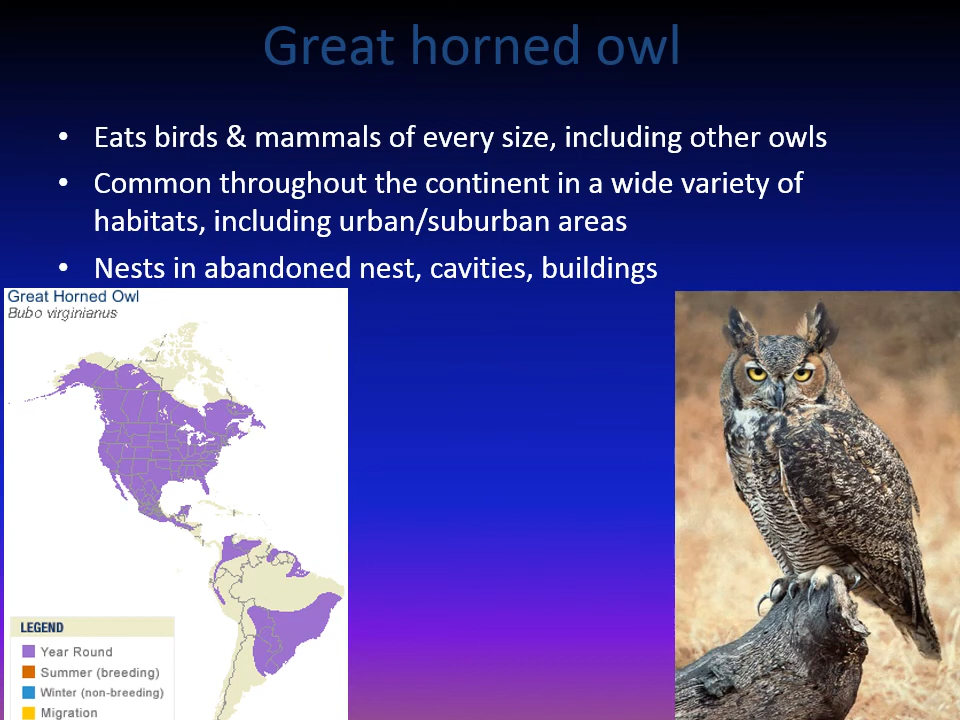 Great horned owl
• Eats birds & mammals of every size, including other owls
• Common throughout the continent in a wide variety of
habitats, including urban/suburban areas
• Nests in abandoned nest, cavities, buildings
Great Horned Owl
Bubo virginianus
LEGEND
Year Round
Summer (breeding)
Winter (non-breeding)
Migration